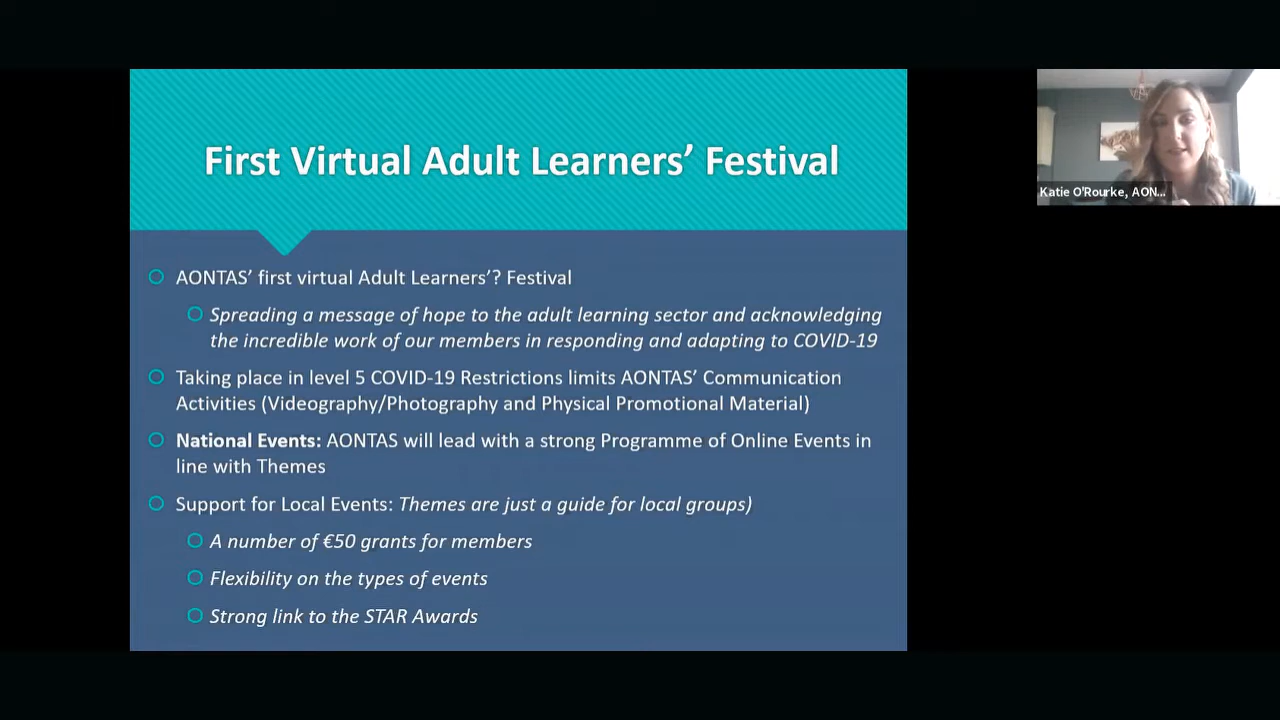 First Virtual Adult Learners’ Festival
AONTAS’ first virtual Adult Learners’? Festival
Spreading a message of hope to the adult learning sector and acknowledging
the incredible work of our members in responding and adapting to COVID-19
Taking place in level 5 COVID-19 Restrictions limits AONTAS’ Communication
Activities (Videography/Photography and Physical Promotional Material)
National Events: AONTAS will lead with a strong Programme of Online Events in
line with Themes
Support for Local Events: Themes are just a guide for local groups)
A number of €50 grants for members
Flexibility on the types of events
Strong link to the STAR Awards
Katie O'Rourke, AON...